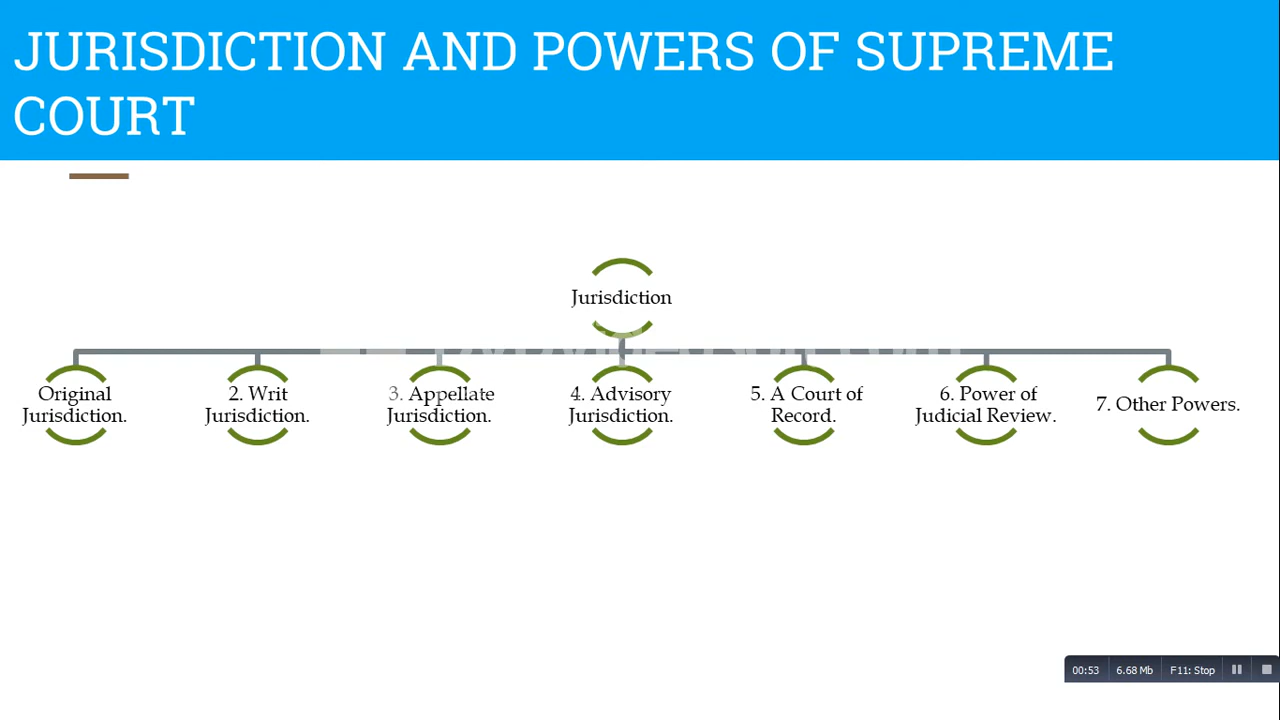 JURISDICTION AND POWERS OF SUPREME
COURT
Jurisdiction
Original
Jurisdiction.
2. Writ
Jurisdiction.
3. Appellate
Jurisdiction.
4. Advisory
Jurisdiction.
5. A Court of
Record.
6. Power of
Judicial Review.
7. Other Powers.
00:53 6.68 Mb F11: Stop